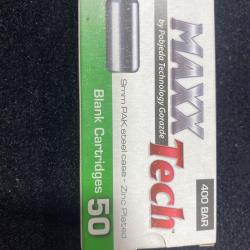 MAXX
by Pobjeda Technology Gorazde
Tech
400 BAR
9mm PAK steel case - Zinc Plated
Blank Cartridges 50